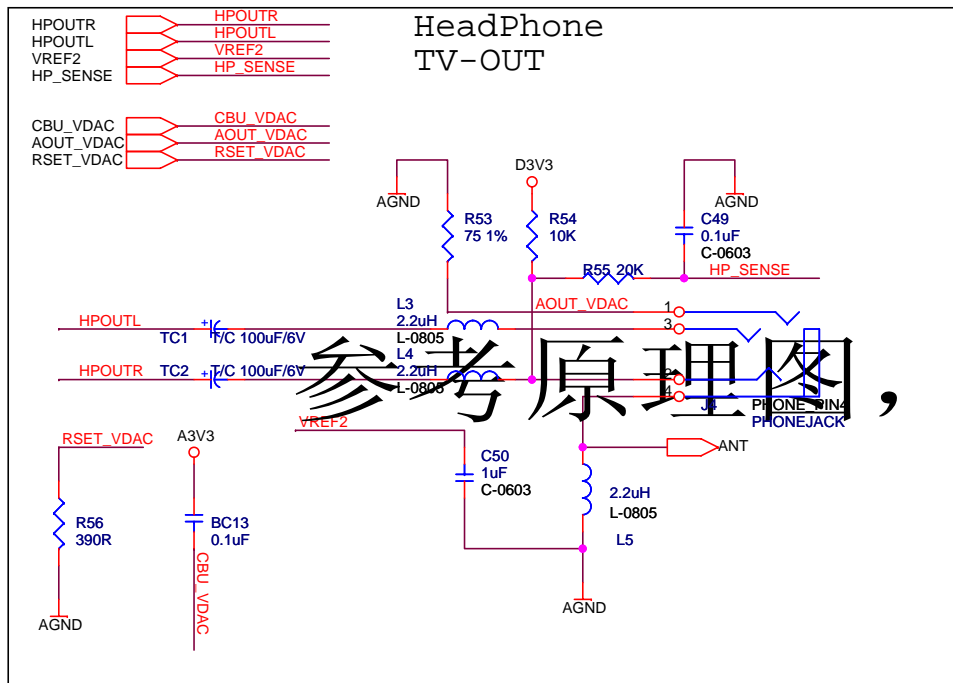 HeadPhone
TV-OUT
HPOUTR HPOUTR
HPOUTL HPOUTL
VREF2 VREF2
HP_SENSE HP_SENSE
CBU_VDAC CBU_VDAC
AOUT_VDAC AOUT_VDAC
RSET_VDAC RSET_VDAC
D3V3
AGND
AGND
R53
75 1%
R54
10K
C49
0.1uF
C-0603
R55 20K
HP_SENSE
AOUT_VDAC
1
3
2
4
HPOUTL
TC1 T/C 100uF/6V
L3
2.2uH
L-0805
HPOUTR
TC2 T/C 100uF/6V
L4
2.2uH
L-0805
参考原理图,
J4
PHONE_PIN4
PHONEJACK
VREF2
ANT
RSET_VDAC
A3V3
C50
1uF
C-0603
2.2uH
L-0805
L5
R56
390R
BC13
0.1uF
CBU_VDAC
AGND
AGND